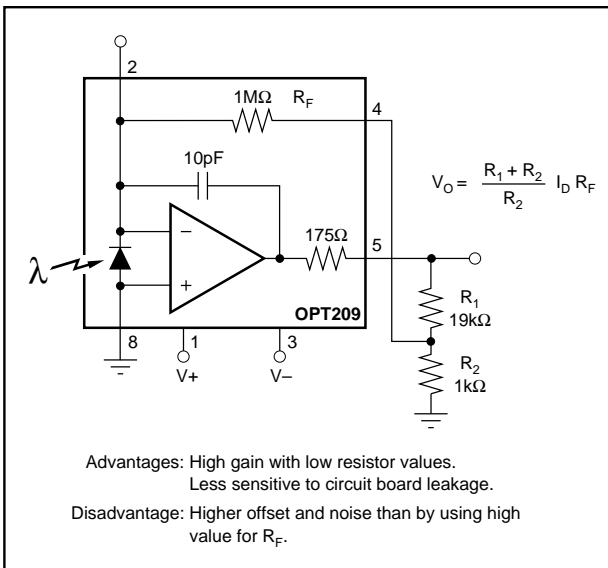 2
1MΩ R_F 4
10pF
V_O = (R_1 + R_2) / R_2 I_D R_F
−
175Ω 5
λ
+
R_1
19kΩ
OPT209
8 1 3
R_2
1kΩ
V+ V−
Advantages: High gain with low resistor values.
Less sensitive to circuit board leakage.
Disadvantage: Higher offset and noise than by using high
value for R_F.